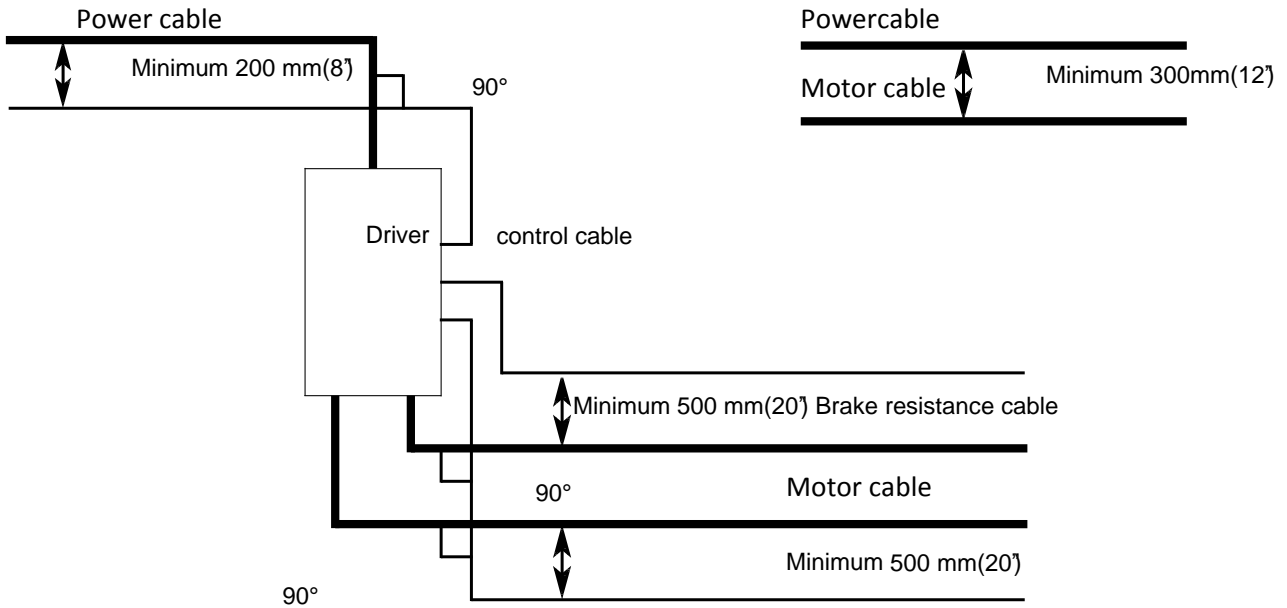 Power cable
Minimum 200 mm(8")
90°
Powercable
Minimum 300mm(12")
Motor cable
Driver
control cable
Minimum 500 mm(20") Brake resistance cable
90°
Motor cable
Minimum 500 mm(20")
90°